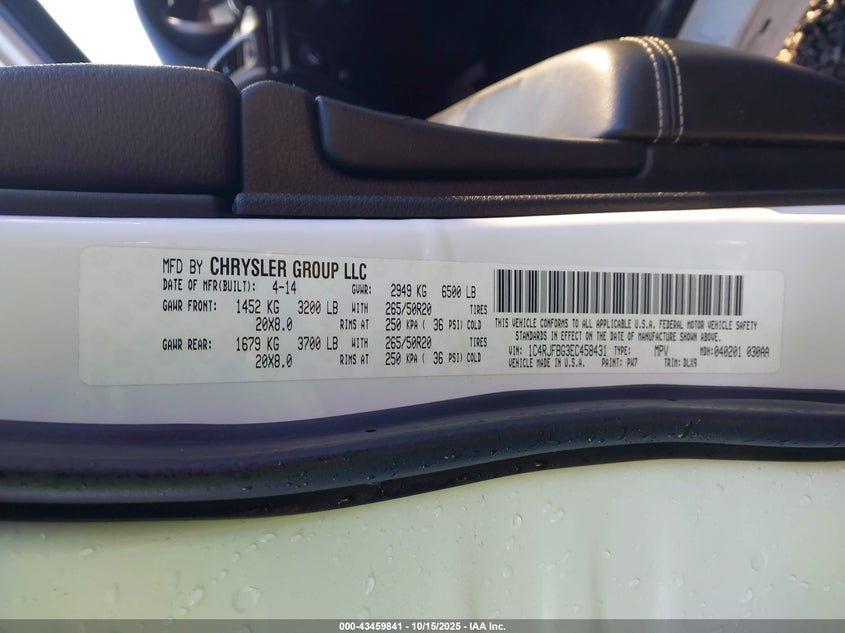 MFD BY CHRYSLER GROUP LLC
DATE OF MFR(BUILT): 4-14 GVWR: 2949 KG 6500 LB
GAWR FRONT: 1452 KG 3200 LB WITH 265/50R20 TIRES
20X8.0 RIMS AT 250 KPA ( 36 PSI) COLD
GAWR REAR: 1679 KG 3700 LB WITH 265/50R20 TIRES
20X8.0 RIMS AT 250 KPA ( 36 PSI) COLD
THIS VEHICLE CONFORMS TO ALL APPLICABLE U.S.A. FEDERAL MOTOR VEHICLE SAFETY
STANDARDS IN EFFECT ON THE DATE OF MANUFACTURE SHOWN ABOVE.
VIN: 1C4RJFBG3EC458431 TYPE: MPV MDH:040201 030AA
VEHICLE MADE IN U.S.A. PAINT: PW7 TRIM: DLX9
000-43459841 - 10/15/2025 - IAA Inc.